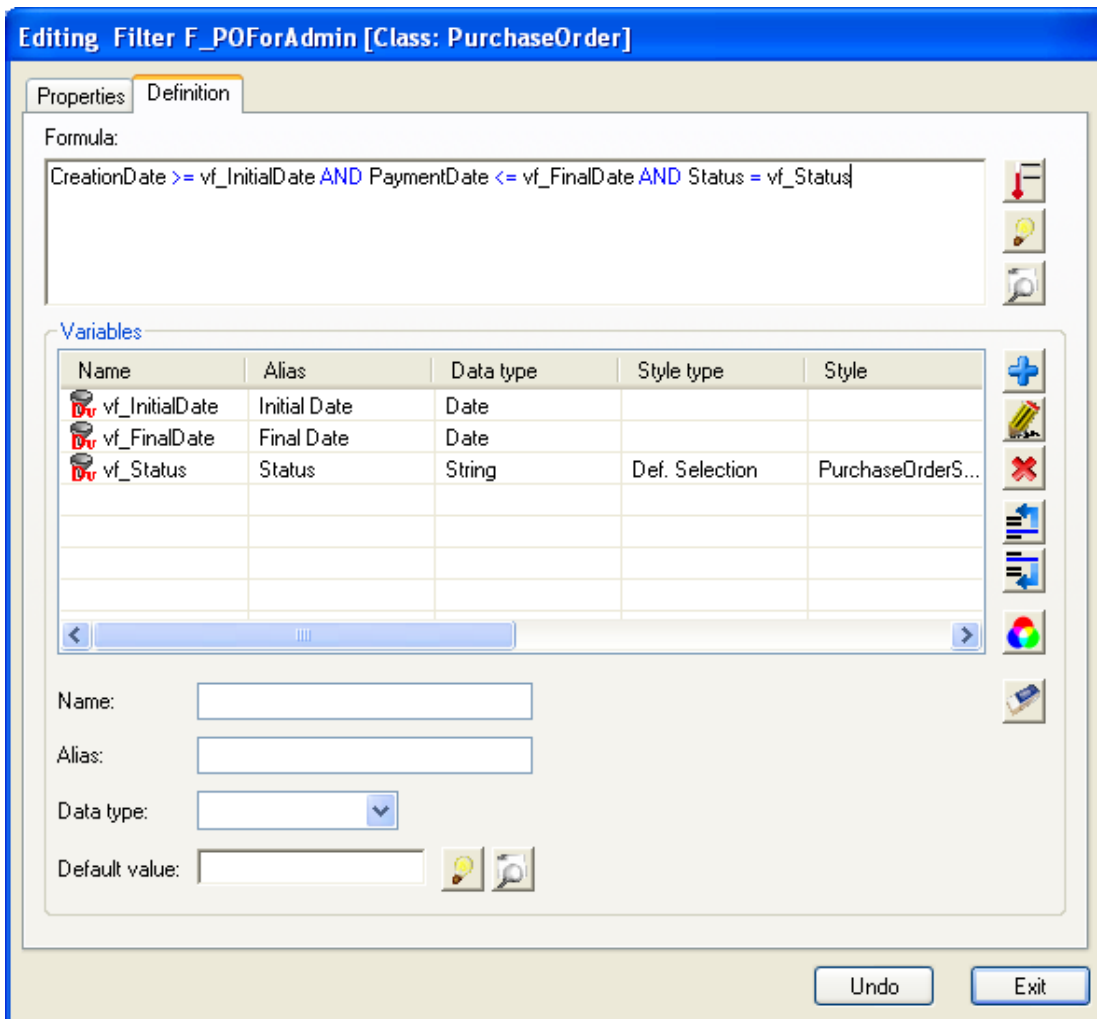 Editing Filter F_POForAdmin [Class: PurchaseOrder]
Properties Definition
Formula:
CreationDate >= vf_InitialDate AND PaymentDate <= vf_FinalDate AND Status = vf_Status
Variables
Name Alias Data type Style type Style
vf_InitialDate Initial Date Date
vf_FinalDate Final Date Date
vf_Status Status String Def. Selection PurchaseOrderS...
Name:
Alias:
Data type:
Default value:
Undo Exit